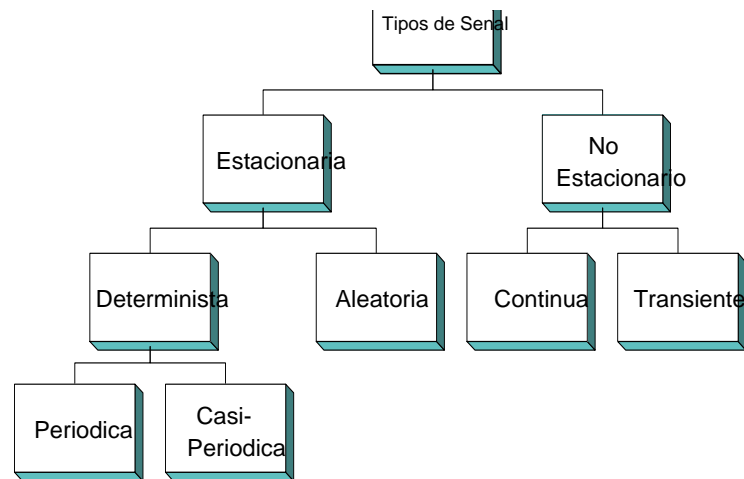 Tipos de Senal
Estacionaria
No
Estacionario
Determinista
Aleatoria
Continua
Transiente
Periodica
Casi-
Periodica